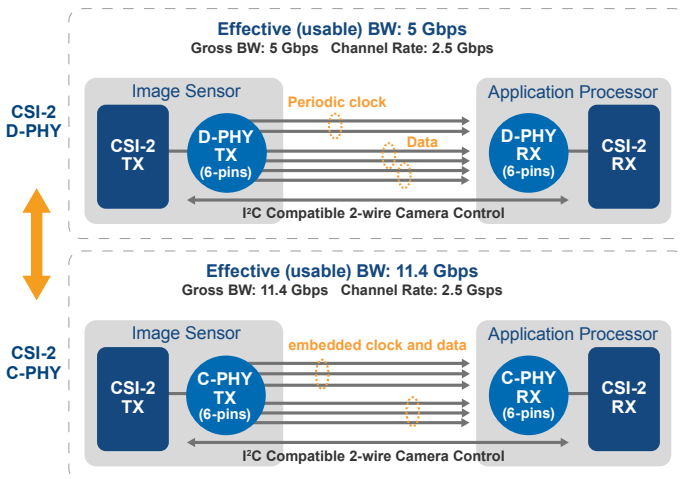 Effective (usable) BW: 5 Gbps
Gross BW: 5 Gbps Channel Rate: 2.5 Gsps
Image Sensor
Application Processor
CSI-2
D-PHY
CSI-2
TX
D-PHY
TX
(6-pins)
Periodic clock
Data
D-PHY
RX
(6-pins)
CSI-2
RX
I²C Compatible 2-wire Camera Control
Effective (usable) BW: 11.4 Gbps
Gross BW: 11.4 Gbps Channel Rate: 2.5 Gsps
Image Sensor
Application Processor
CSI-2
C-PHY
CSI-2
TX
C-PHY
TX
(6-pins)
embedded clock and data
C-PHY
RX
(6-pins)
CSI-2
RX
I²C Compatible 2-wire Camera Control